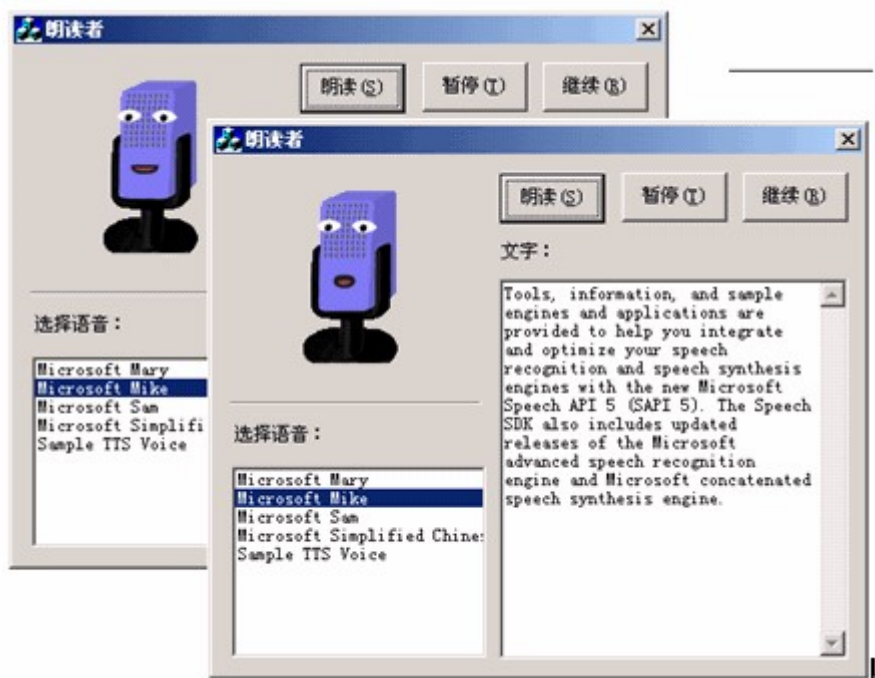 朗读者
朗读(S) 暂停(T) 继续(R)
选择语音：
Microsoft Mary
Microsoft Mike
Microsoft Sam
Microsoft Simplifi
Sample TTS Voice
朗读者
朗读(S) 暂停(T) 继续(R)
文字：
Tools, information, and sample
engines and applications are
provided to help you integrate
and optimize your speech
recognition and speech synthesis
engines with the new Microsoft
Speech API 5 (SAPI 5). The Speech
SDK also includes updated
releases of the Microsoft
advanced speech recognition
engine and Microsoft concatenated
speech synthesis engine.
选择语音：
Microsoft Mary
Microsoft Mike
Microsoft Sam
Microsoft Simplified Chines
Sample TTS Voice